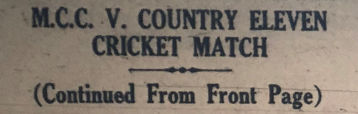 M.C.C. V. COUNTRY ELEVEN
CRICKET MATCH
(Continued From Front Page)